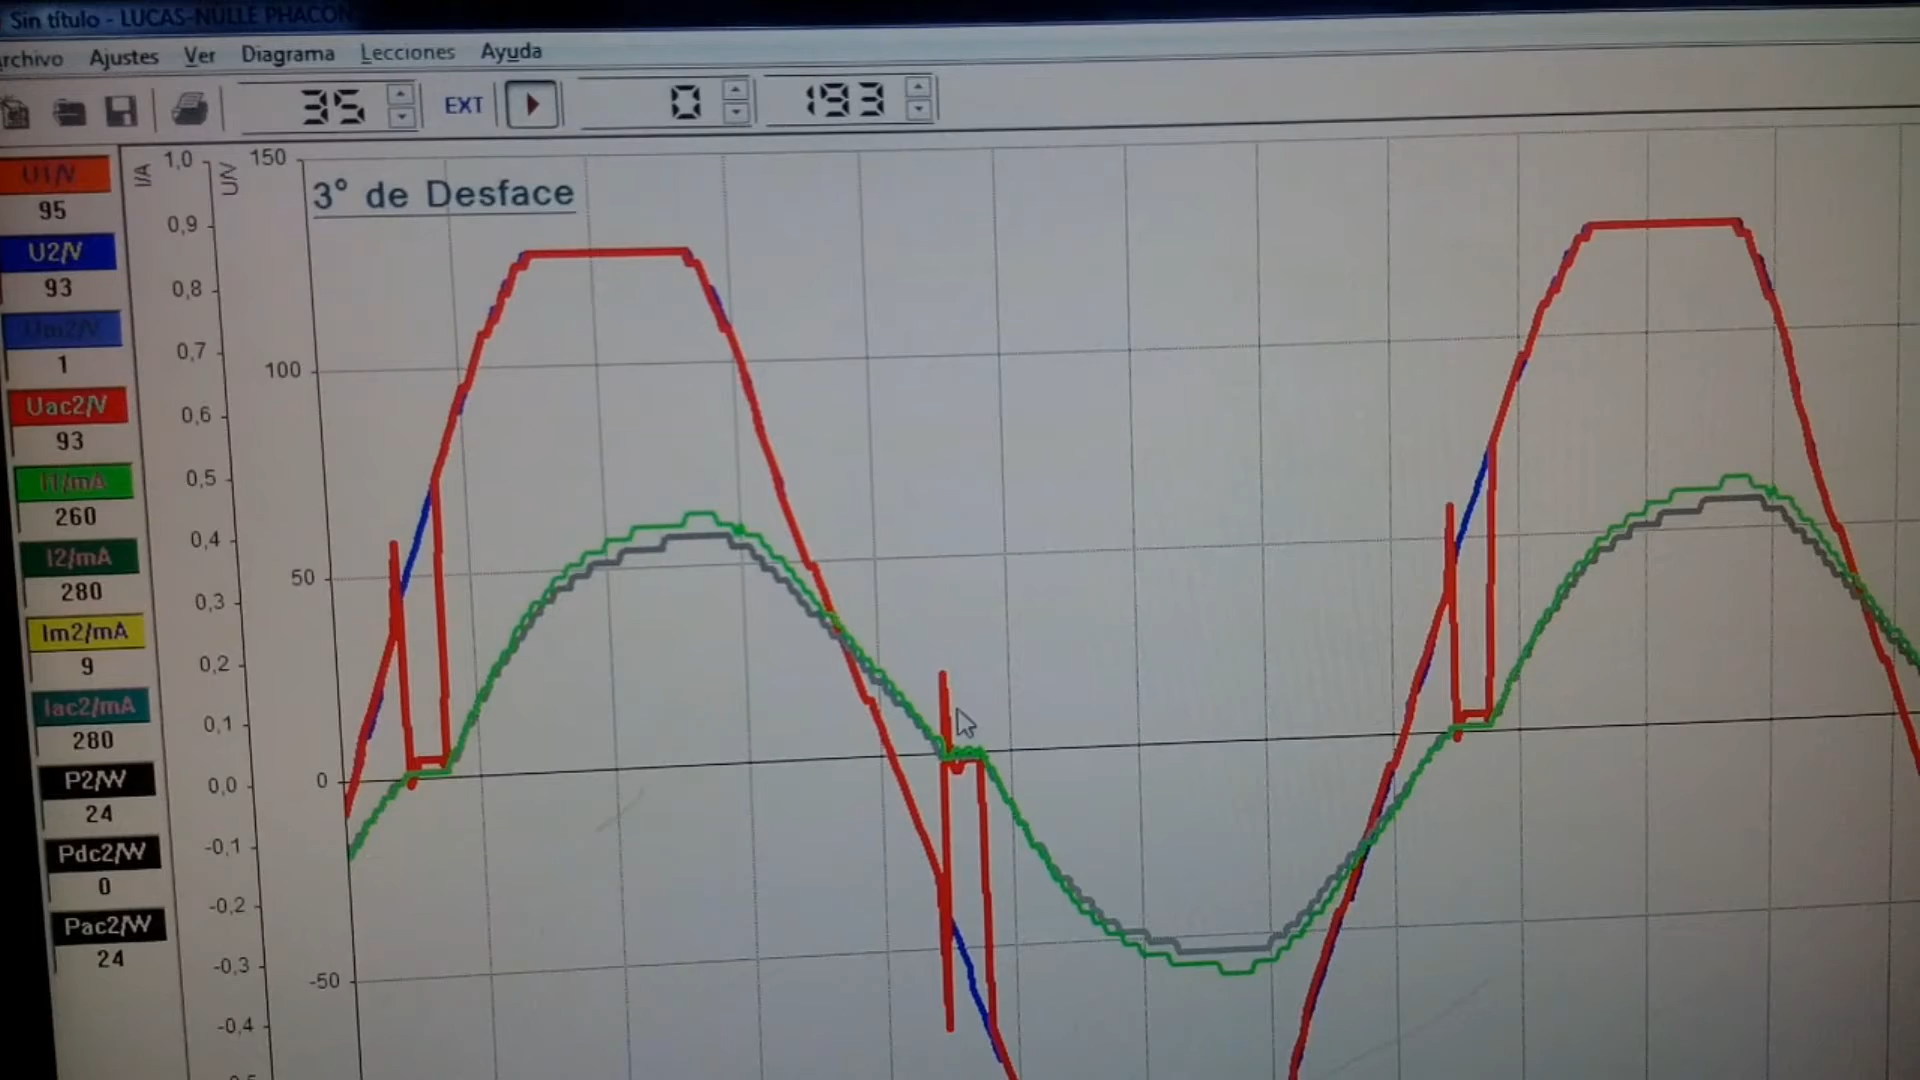 Sin título - LUCAS-NULLE PHACON
Archivo Ajustes Ver Diagrama Lecciones Ayuda
35 EXT 0 193
U1/V
95
U2/V
93
Um2/V
1
Uac2/V
93
I1/mA
260
I2/mA
280
Im2/mA
9
Iac2/mA
280
P2/W
24
Pdc2/W
0
Pac2/W
24
I/A
1,0
0,9
0,8
0,7
0,6
0,5
0,4
0,3
0,2
0,1
0,0
-0,1
-0,2
-0,3
-0,4
U/V
150
100
50
0
-50
3° de Desface